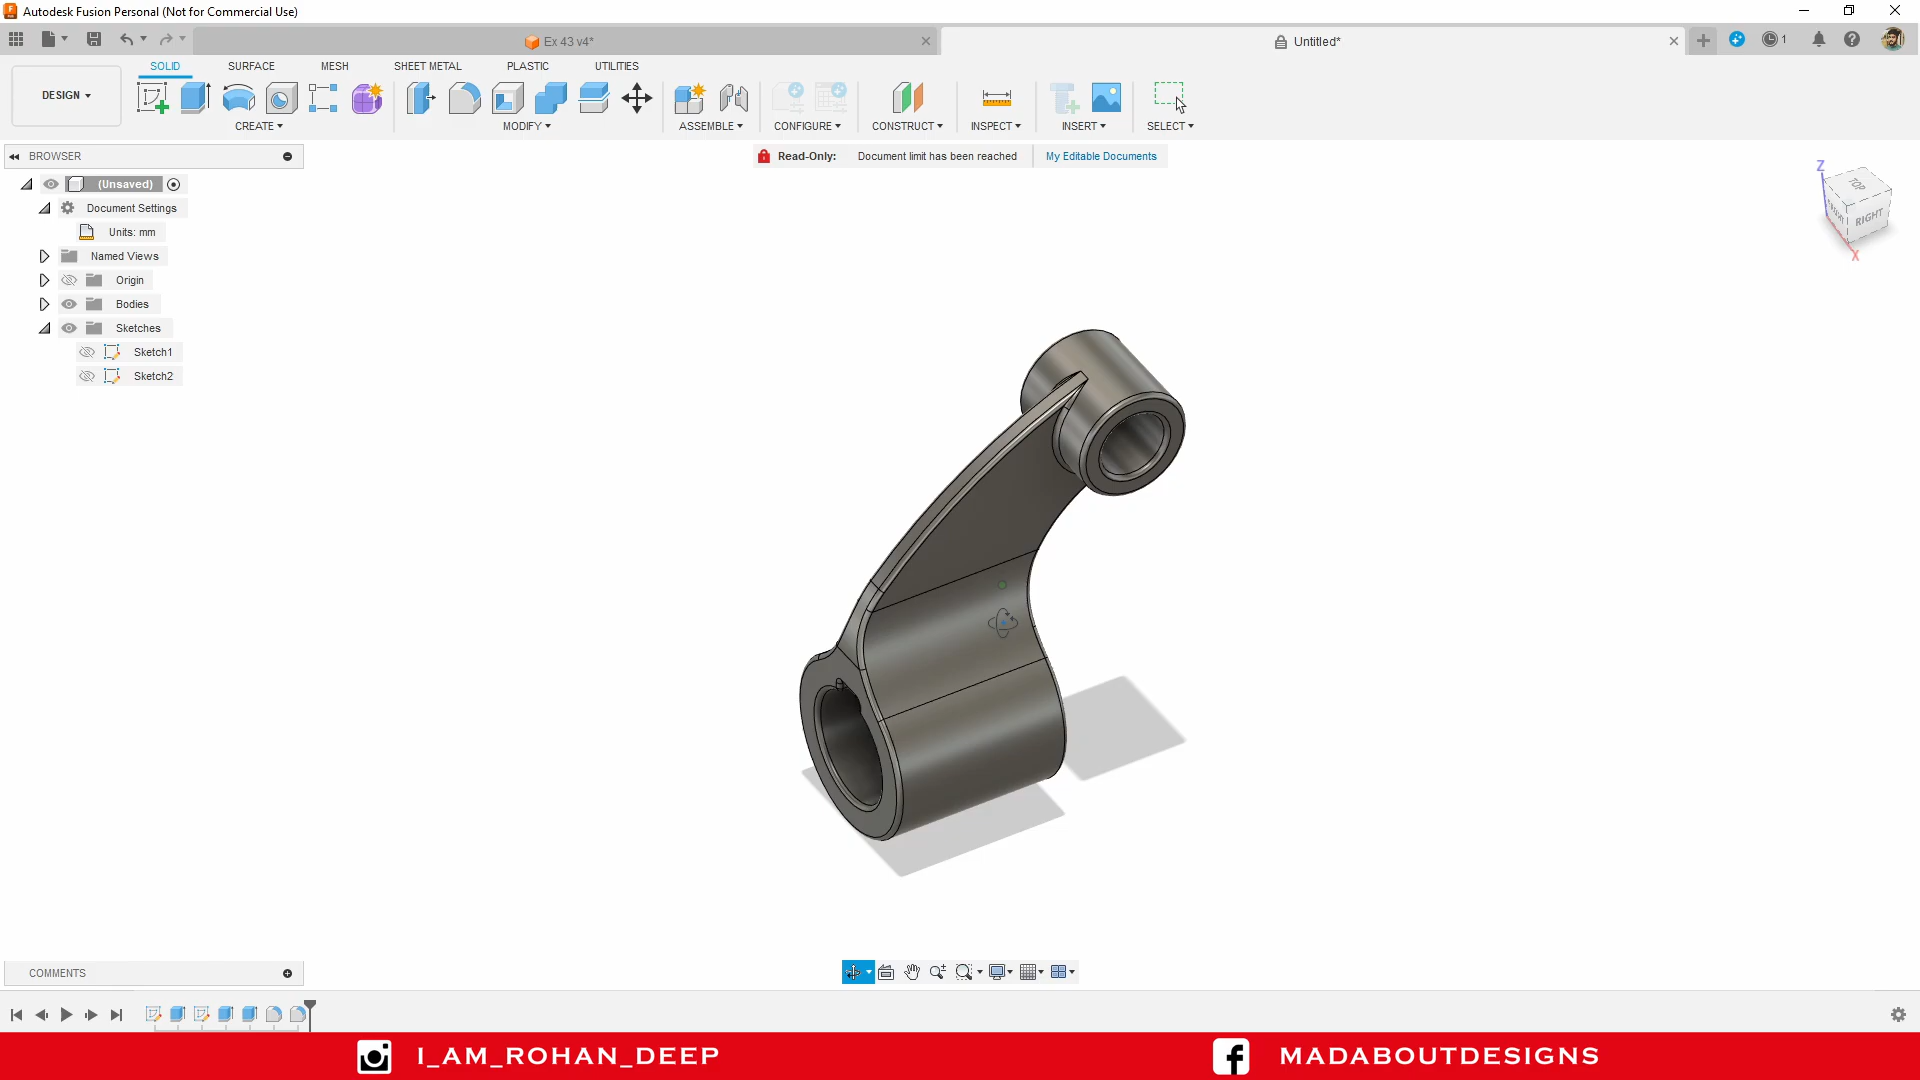 Autodesk Fusion Personal (Not for Commercial Use)
Ex 43 v4*
Untitled*
1
DESIGN
SOLID
SURFACE
MESH
SHEET METAL
PLASTIC
UTILITIES
CREATE
MODIFY
ASSEMBLE
CONFIGURE
CONSTRUCT
INSPECT
INSERT
SELECT
BROWSER
Read-Only: Document limit has been reached My Editable Documents
(Unsaved)
Document Settings
Units: mm
Named Views
Origin
Bodies
Sketches
Sketch1
Sketch2
Z
TOP
RIGHT
X
COMMENTS
I_AM_ROHAN_DEEP
MADABOUTDESIGNS